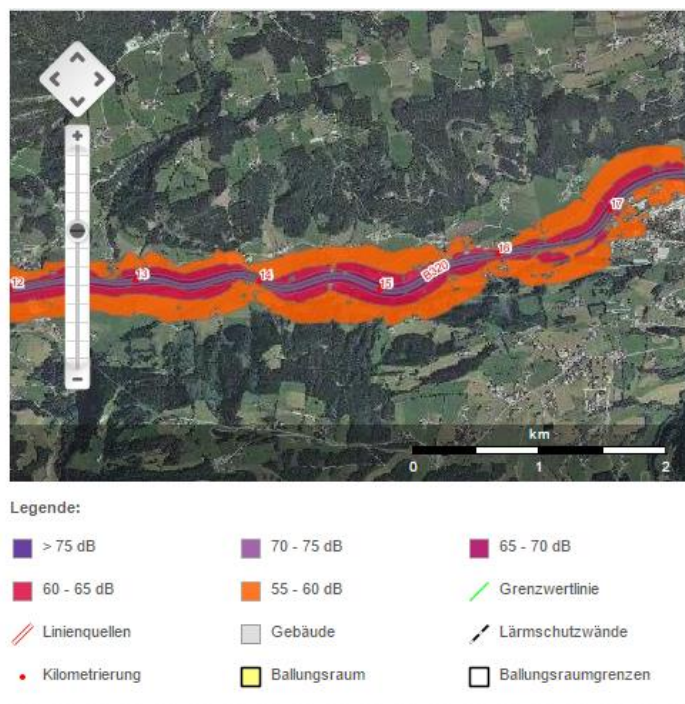 17
16
12
13
14
15
B320
km
0 1 2
Legende:
> 75 dB
70 - 75 dB
65 - 70 dB
60 - 65 dB
55 - 60 dB
Grenzwertlinie
Linienquellen
Gebäude
Lärmschutzwände
Kilometrierung
Ballungsraum
Ballungsraumgrenzen